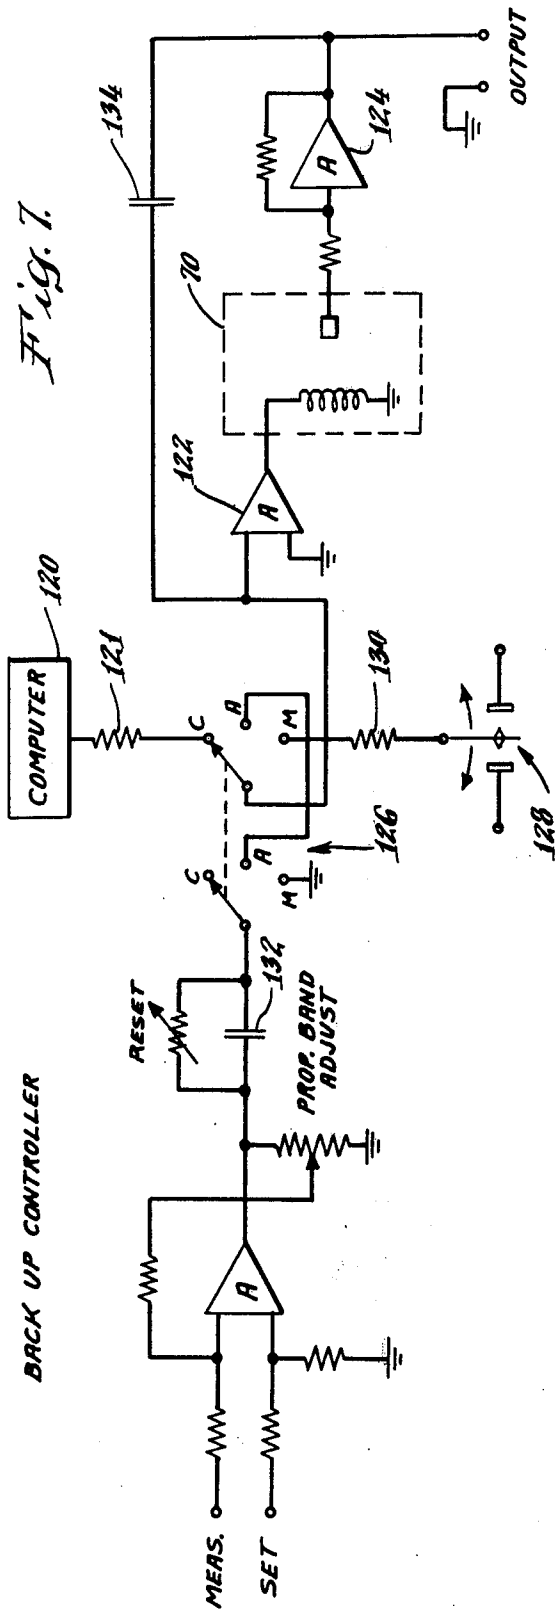 Fig. 7.
BACK UP CONTROLLER
MEAS.
SET
A
RESET
132
PROP. BAND
ADJUST
C
A
M
126
COMPUTER
120
121
C
A
M
130
128
122
A
70
134
A
124
OUTPUT